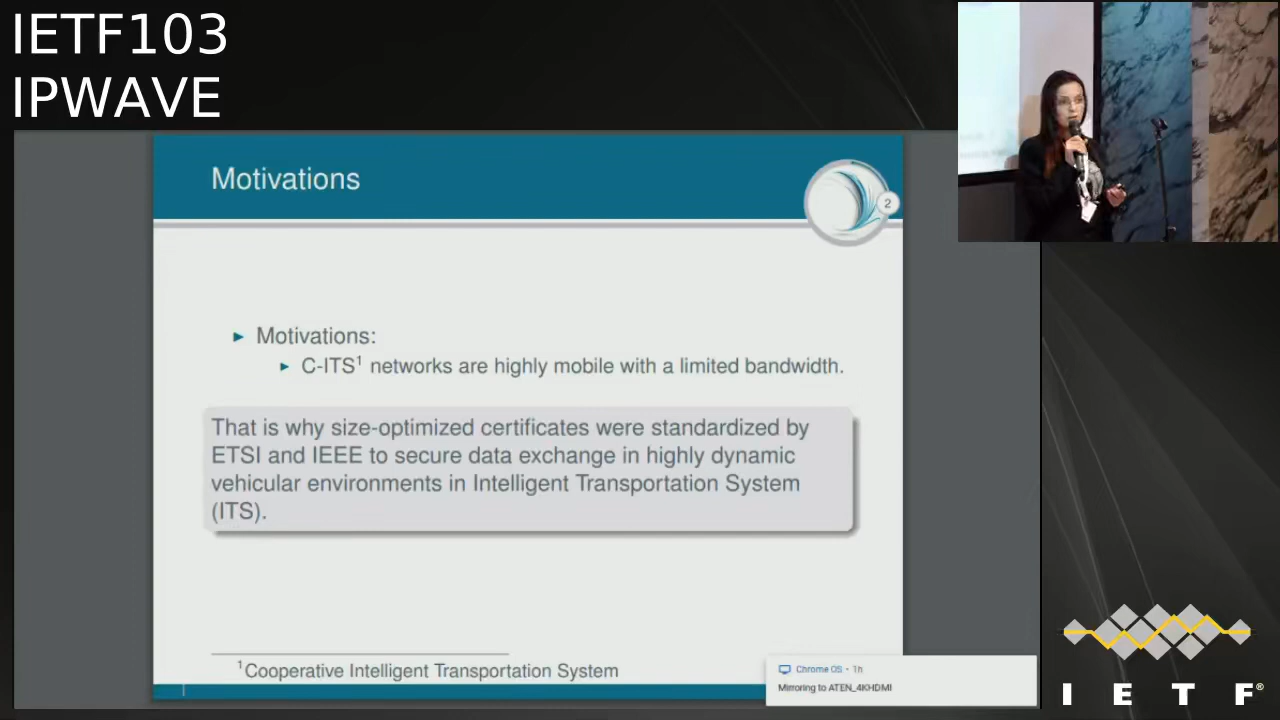 IETF103
IPWAVE
Motivations
2
► Motivations:
► C-ITS¹ networks are highly mobile with a limited bandwidth.
That is why size-optimized certificates were standardized by
ETSI and IEEE to secure data exchange in highly dynamic
vehicular environments in Intelligent Transportation System
(ITS).
¹Cooperative Intelligent Transportation System
Chrome OS • 1h
Mirroring to ATEN_4KHDMI
I E T F®